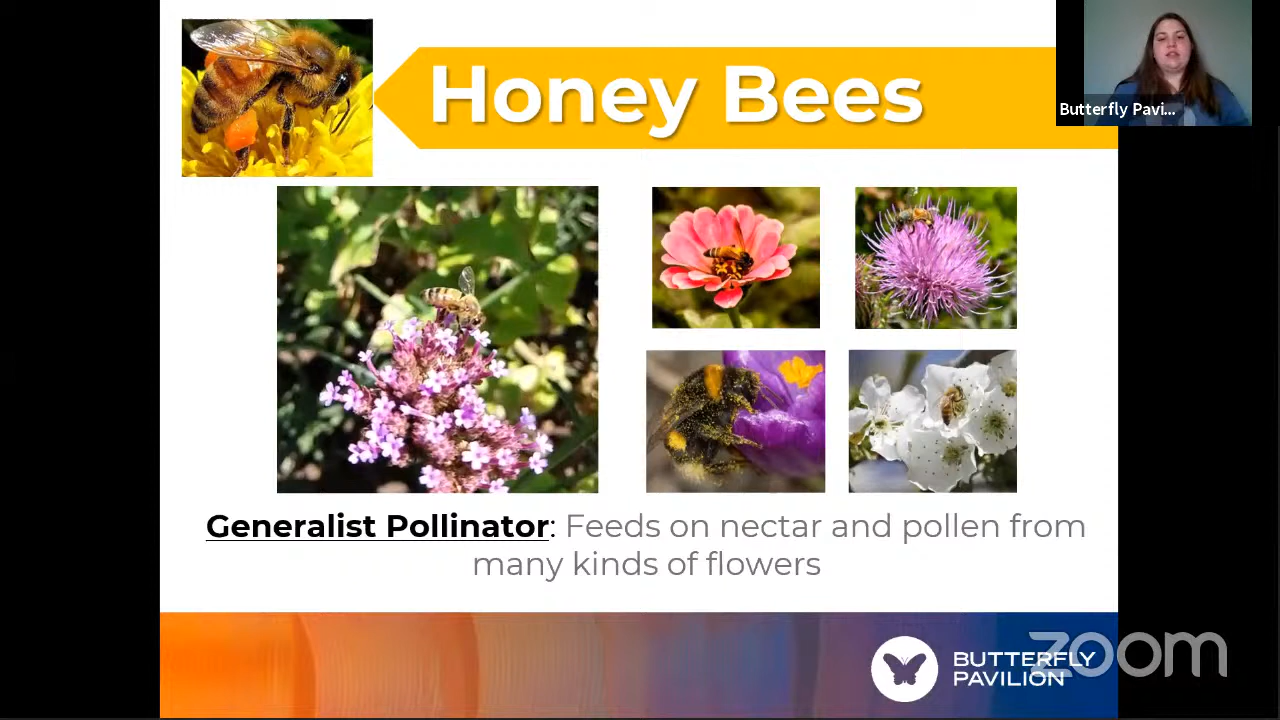 Honey Bees
Butterfly Pavi...
Generalist Pollinator: Feeds on nectar and pollen from
many kinds of flowers
BUTTERFLY
PAVILION
zoom